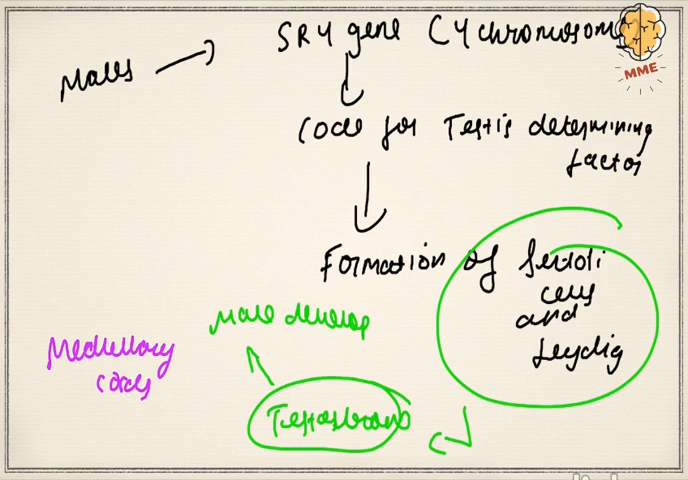 Males
SRY gene (Y chromosome
MME
Code for Testis determining
factor
Formation of Sertoli
cells
and
Leydig
Male develop
Medullary
cords